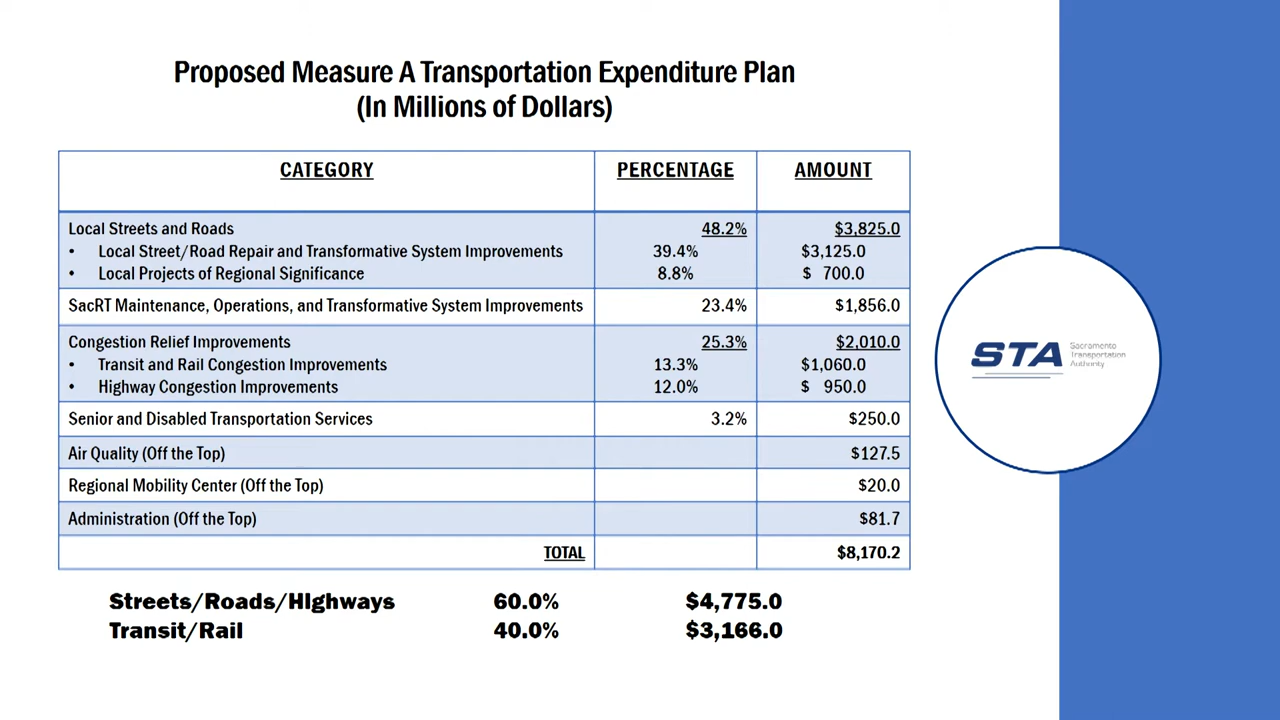 Proposed Measure A Transportation Expenditure Plan
(In Millions of Dollars)
CATEGORY PERCENTAGE AMOUNT
Local Streets and Roads 48.2% $3,825.0
• Local Street/Road Repair and Transformative System Improvements 39.4% $3,125.0
• Local Projects of Regional Significance 8.8% $ 700.0
SacRT Maintenance, Operations, and Transformative System Improvements 23.4% $1,856.0
Congestion Relief Improvements 25.3% $2,010.0
• Transit and Rail Congestion Improvements 13.3% $1,060.0
• Highway Congestion Improvements 12.0% $ 950.0
Senior and Disabled Transportation Services 3.2% $250.0
Air Quality (Off the Top) $127.5
Regional Mobility Center (Off the Top) $20.0
Administration (Off the Top) $81.7
TOTAL $8,170.2
Streets/Roads/Highways 60.0% $4,775.0
Transit/Rail 40.0% $3,166.0
STA
Sacramento
Transportation
Authority